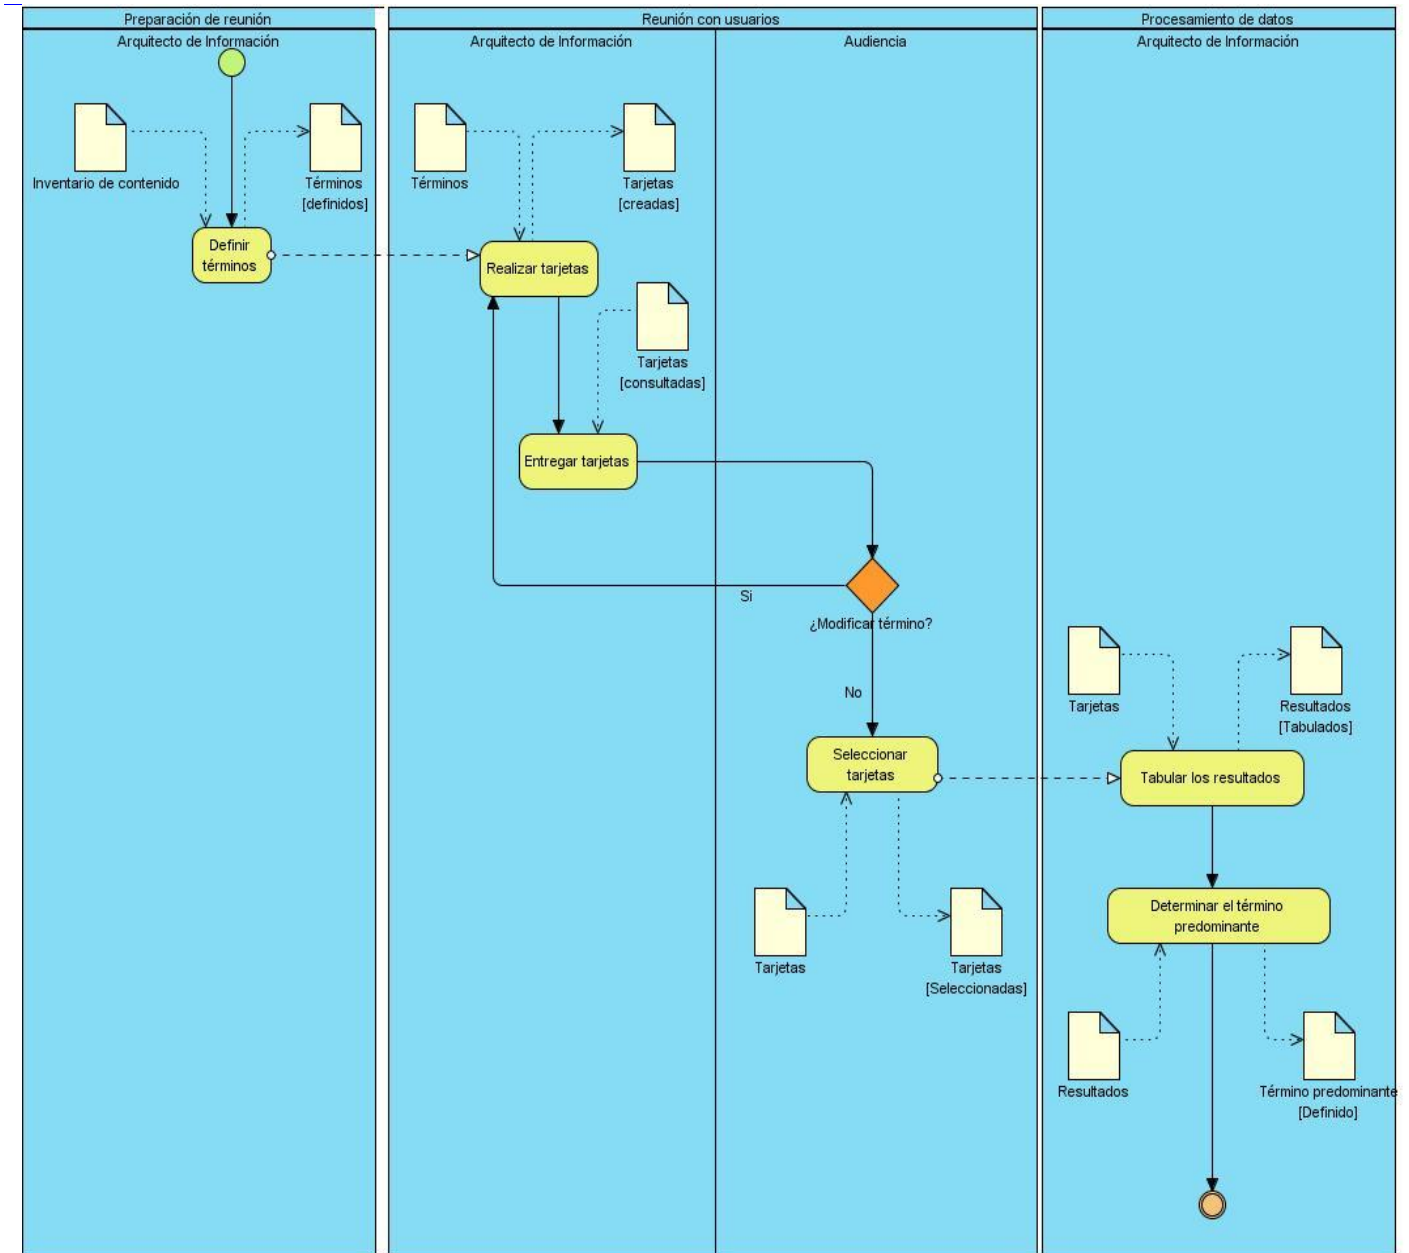 Preparación de reunión
Arquitecto de Información
Inventario de contenido
Términos
[definidos]
Definir
términos
Reunión con usuarios
Arquitecto de Información
Audiencia
Términos
Tarjetas
[creadas]
Realizar tarjetas
Tarjetas
[consultadas]
Entregar tarjetas
Si
¿Modificar término?
No
Seleccionar
tarjetas
Tarjetas
Tarjetas
[Seleccionadas]
Procesamiento de datos
Arquitecto de Información
Tarjetas
Resultados
[Tabulados]
Tabular los resultados
Determinar el término
predominante
Resultados
Término predominante
[Definido]